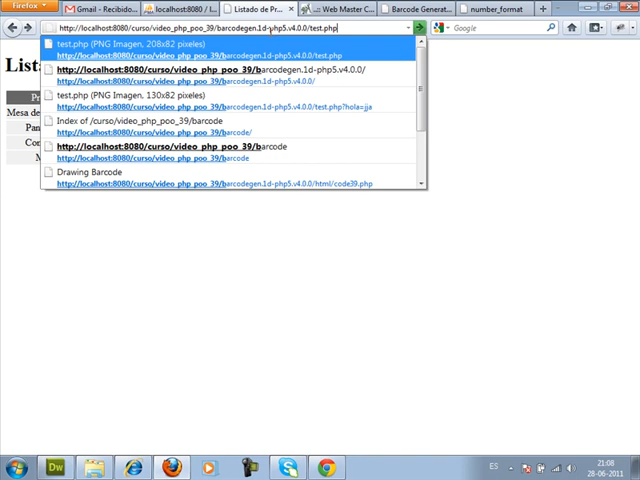 Firefox
Gmail - Recibido...
localhost:8080 / l...
Listado de Pr...
Web Master C...
Barcode Generat...
number_format
http://localhost:8080/curso/video_php_poo_39/barcodegen.1d-php5.v4.0.0/test.php
Google
test.php (PNG Imagen, 208x82 pixeles)
http://localhost:8080/curso/video_php_poo_39/barcodegen.1d-php5.v4.0.0/test.php
http://localhost:8080/curso/video_php_poo_39/barcodegen.1d-php5.v4.0.0/
http://localhost:8080/curso/video_php_poo_39/barcodegen.1d-php5.v4.0.0/
test.php (PNG Imagen, 130x82 pixeles)
http://localhost:8080/curso/video_php_poo_39/barcodegen.1d-php5.v4.0.0/test.php?hola=jja
Index of /curso/video_php_poo_39/barcode
http://localhost:8080/curso/video_php_poo_39/barcode/
http://localhost:8080/curso/video_php_poo_39/barcode
http://localhost:8080/curso/video_php_poo_39/barcode
Drawing Barcode
http://localhost:8080/curso/video_php_poo_39/barcodegen.1d-php5.v4.0.0/html/code39.php
Lista
Pr
Mesa de
Pan
Con
M
Dw
ES
21:08
28-06-2011